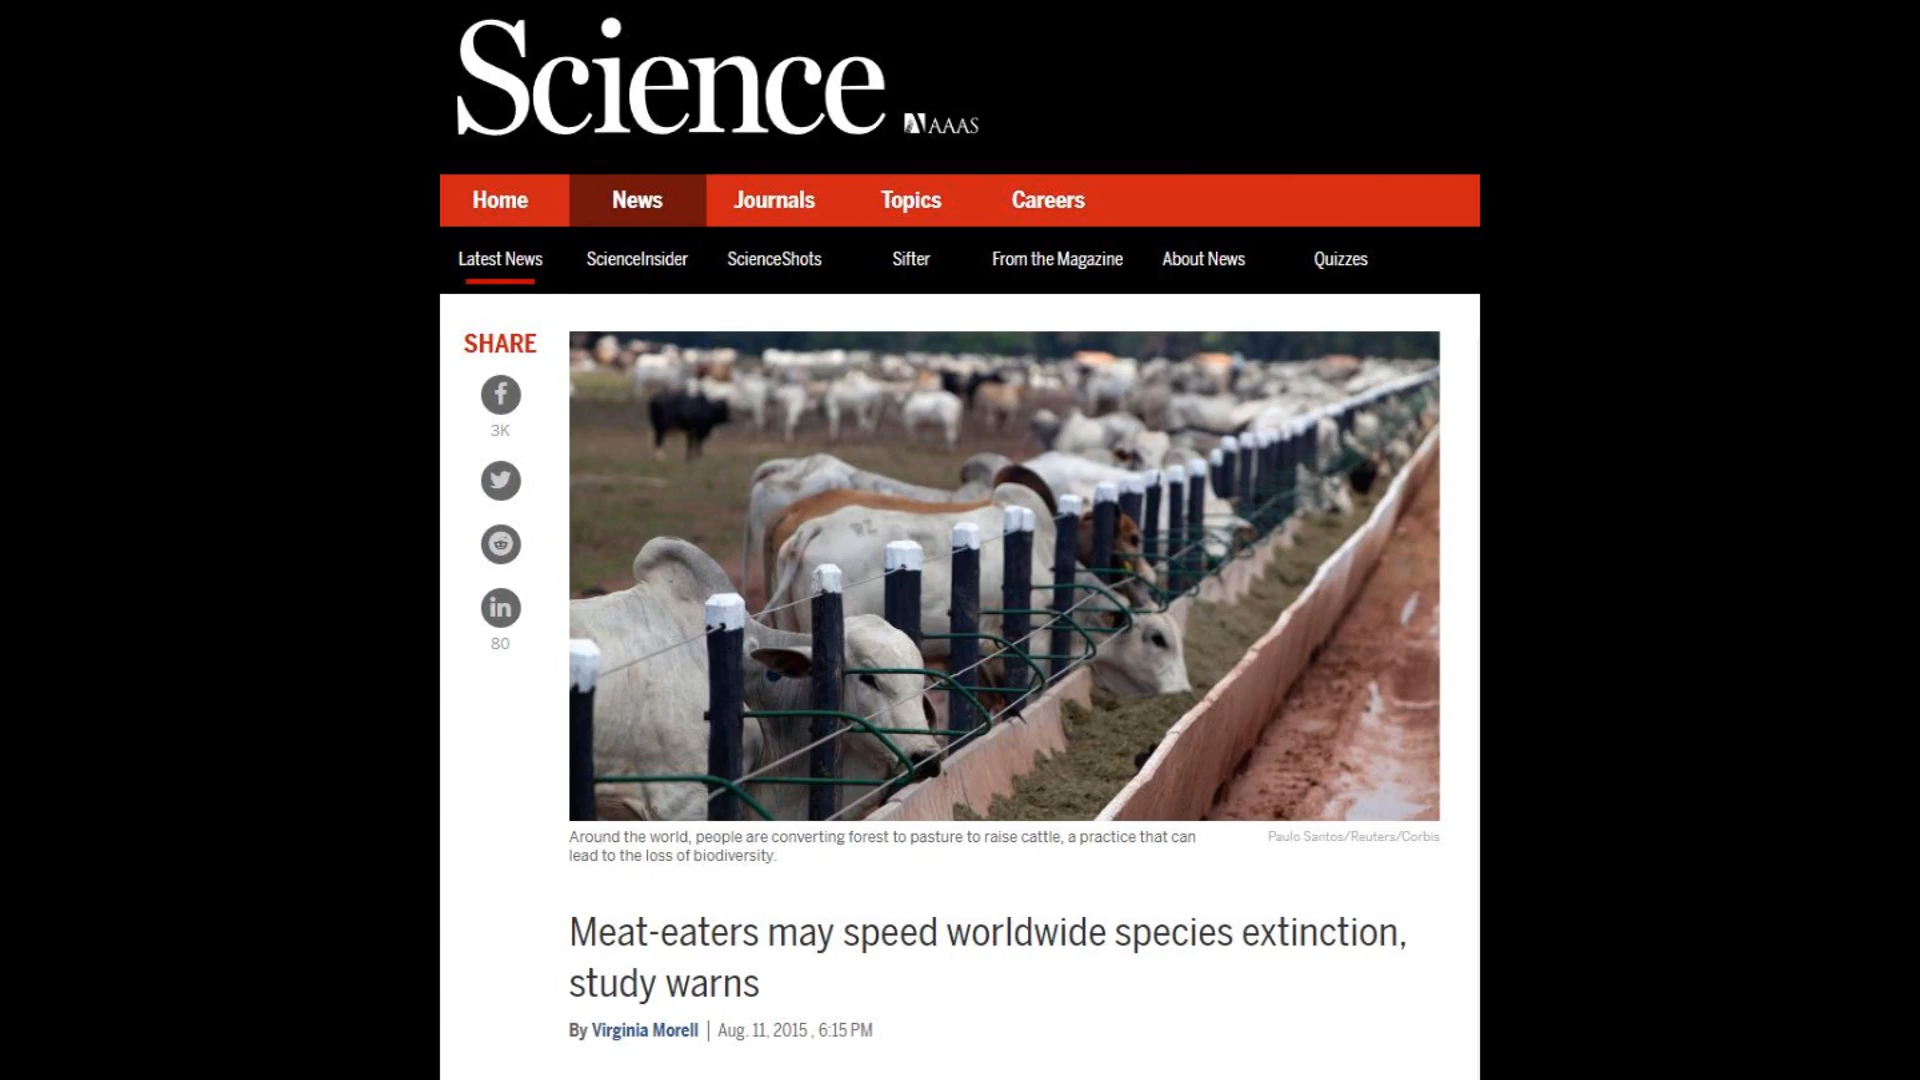 Science
AAAS
Home News Journals Topics Careers
Latest News ScienceInsider ScienceShots Sifter From the Magazine About News Quizzes
SHARE
3K
in
80
Around the world, people are converting forest to pasture to raise cattle, a practice that can
lead to the loss of biodiversity.
Paulo Santos/Reuters/Corbis
Meat-eaters may speed worldwide species extinction,
study warns
By Virginia Morell | Aug. 11, 2015 , 6:15 PM